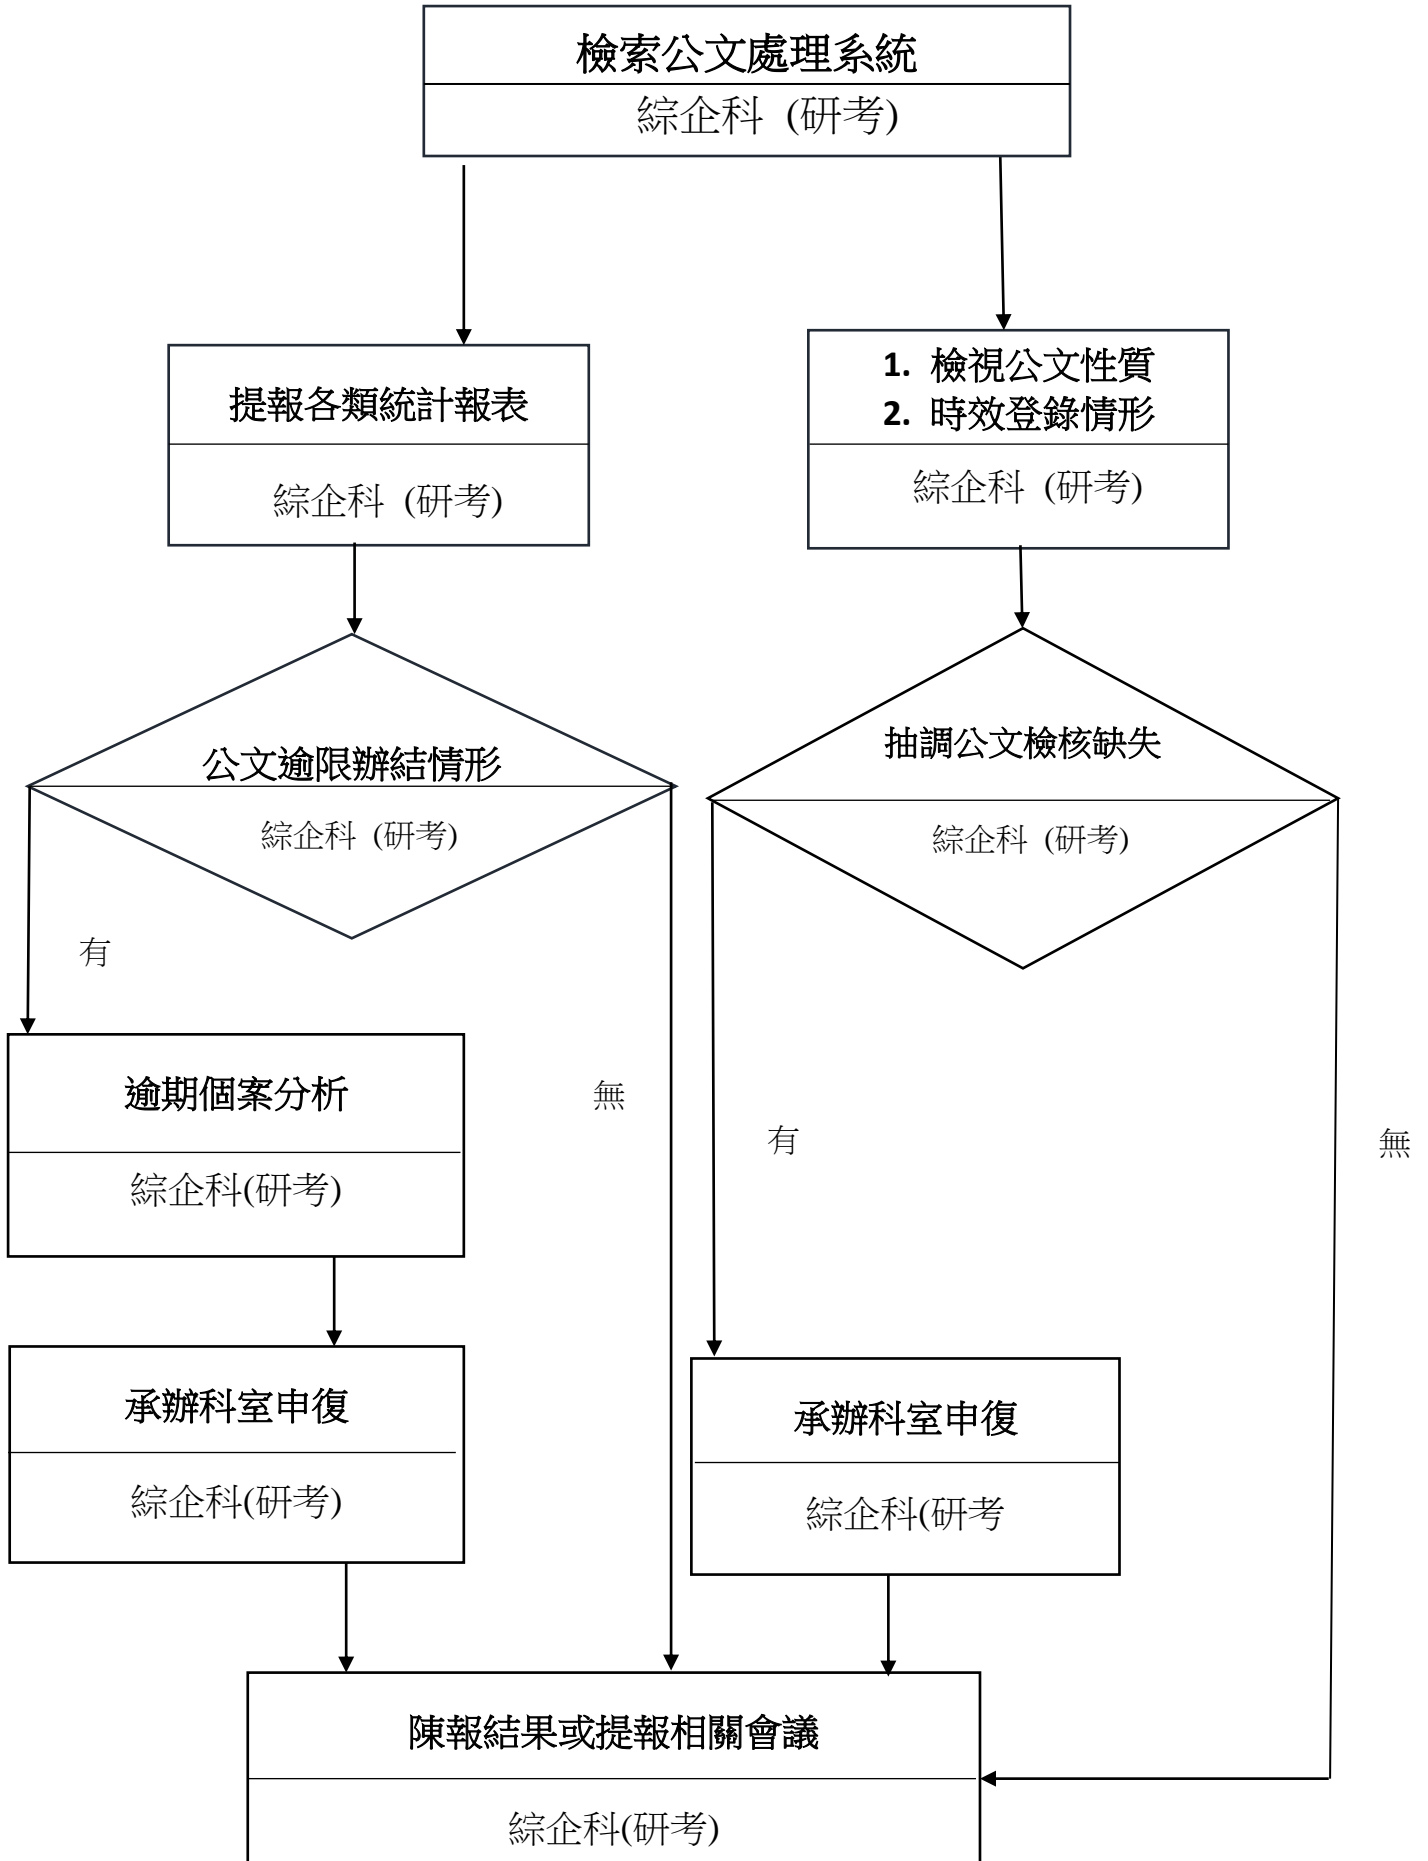 檢索公文處理系統
綜企科 (研考)
提報各類統計報表
綜企科 (研考)
1. 檢視公文性質
2. 時效登錄情形
綜企科 (研考)
公文逾限辦結情形
綜企科 (研考)
抽調公文檢核缺失
綜企科 (研考)
有
無
有
無
逾期個案分析
綜企科(研考)
承辦科室申復
綜企科(研考)
承辦科室申復
綜企科(研考
陳報結果或提報相關會議
綜企科(研考)